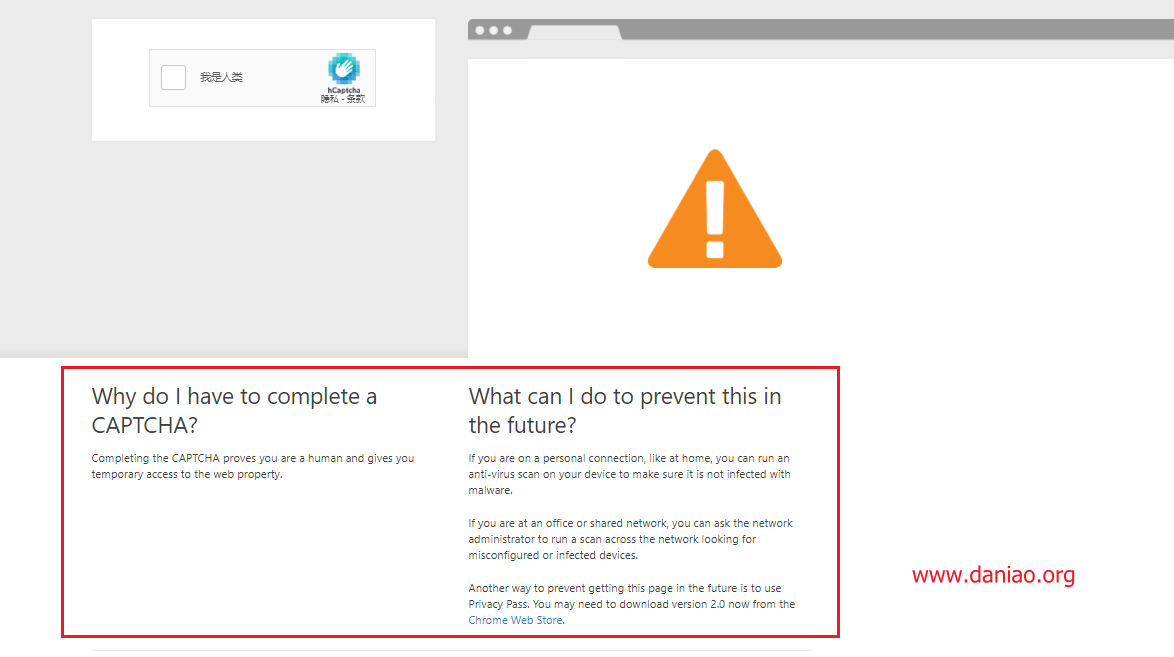 我是人类
hCaptcha
隐私 - 条款
Why do I have to complete a
CAPTCHA?
Completing the CAPTCHA proves you are a human and gives you
temporary access to the web property.
What can I do to prevent this in
the future?
If you are on a personal connection, like at home, you can run an
anti-virus scan on your device to make sure it is not infected with
malware.
If you are at an office or shared network, you can ask the network
administrator to run a scan across the network looking for
misconfigured or infected devices.
Another way to prevent getting this page in the future is to use
Privacy Pass. You may need to download version 2.0 now from the
Chrome Web Store.
www.daniao.org